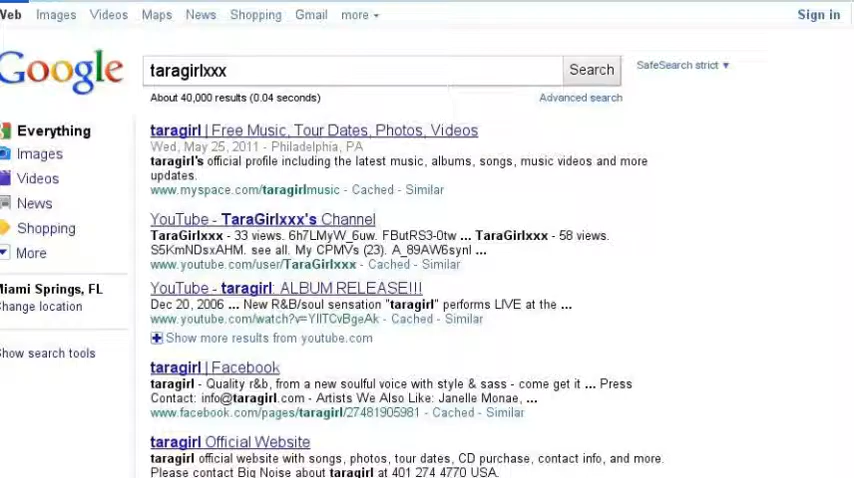 Web Images Videos Maps News Shopping Gmail more Sign in
Google
taragirlxxx Search SafeSearch strict
About 40,000 results (0.04 seconds) Advanced search
Everything
Images
Videos
News
Shopping
More
Miami Springs, FL
Change location
Show search tools
taragirl | Free Music, Tour Dates, Photos, Videos
Wed, May 25, 2011 - Philadelphia, PA
taragirl's official profile including the latest music, albums, songs, music videos and more
updates.
www.myspace.com/taragirlmusic - Cached - Similar
YouTube - TaraGirlxxx's Channel
TaraGirlxxx - 33 views. 6h7LMyW_6uw. FButRS3-0tw ... TaraGirlxxx - 58 views.
S5KmNDsxAHM. see all. My CPMVs (23). A_89AW6synI ...
www.youtube.com/user/TaraGirlxxx - Cached - Similar
YouTube - taragirl: ALBUM RELEASE!!!
Dec 20, 2006 ... New R&B/soul sensation "taragirl" performs LIVE at the ...
www.youtube.com/watch?v=YIITCvBgeAk - Cached - Similar
Show more results from youtube.com
taragirl | Facebook
taragirl - Quality r&b, from a new soulful voice with style & sass - come get it ... Press
Contact: info@taragirl.com - Artists We Also Like: Janelle Monae, ...
www.facebook.com/pages/taragirl/27481905981 - Cached - Similar
taragirl Official Website
taragirl official website with songs, photos, tour dates, CD purchase, contact info, and more.
Please contact Big Noise about taragirl at 401 274 4770 USA.